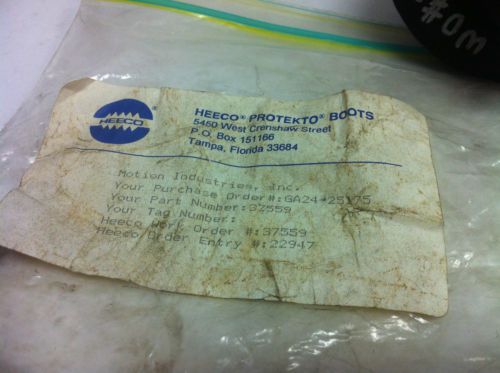 HEECO
HEECO® PROTEKTO® BOOTS
5450 West Crenshaw Street
P.O. Box 151166
Tampa, Florida 33684
Motion Industries, Inc.
Your Purchase Order#:GA24-25175
Your Part Number:37559
Your Tag Number:
Heeco Work Order #:37559
Heeco Order Entry #:22947